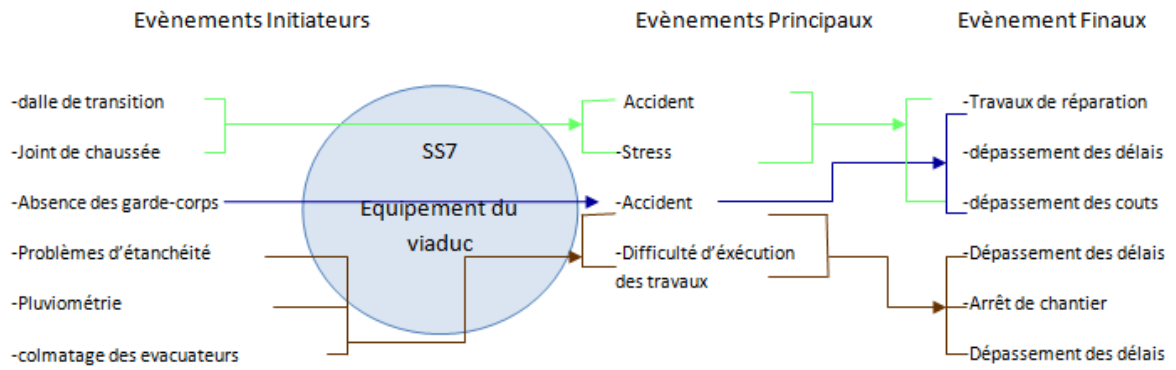 Evènements Initiateurs
Evènements Principaux
Evènement Finaux
-dalle de transition
-Joint de chaussée
-Absence des garde-corps
-Problèmes d'étanchéité
-Pluviométrie
-colmatage des evacuateurs
SS7
Equipement du
viaduc
Accident
-Stress
-Accident
-Difficulté d'éxécution
des travaux
-Travaux de réparation
-dépassement des délais
-dépassement des couts
-Dépassement des délais
-Arrêt de chantier
Dépassement des délais